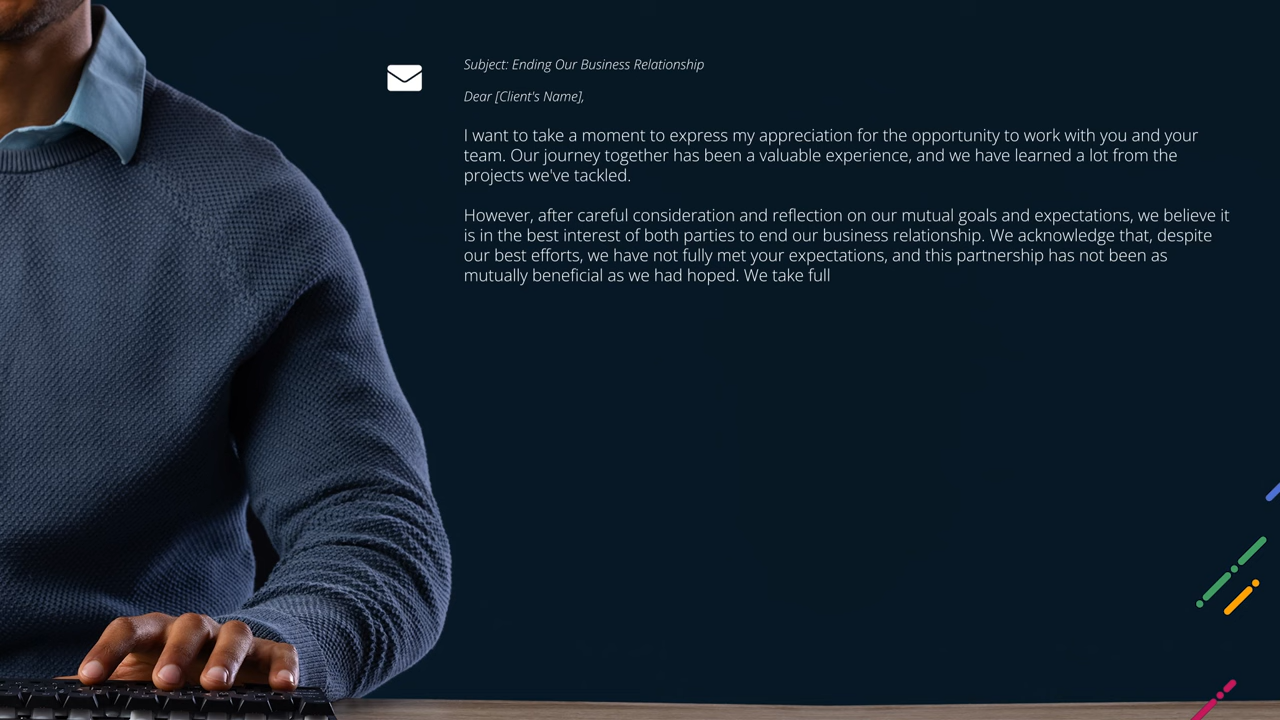 Subject: Ending Our Business Relationship
Dear [Client's Name],
I want to take a moment to express my appreciation for the opportunity to work with you and your
team. Our journey together has been a valuable experience, and we have learned a lot from the
projects we've tackled.
However, after careful consideration and reflection on our mutual goals and expectations, we believe it
is in the best interest of both parties to end our business relationship. We acknowledge that, despite
our best efforts, we have not fully met your expectations, and this partnership has not been as
mutually beneficial as we had hoped. We take full